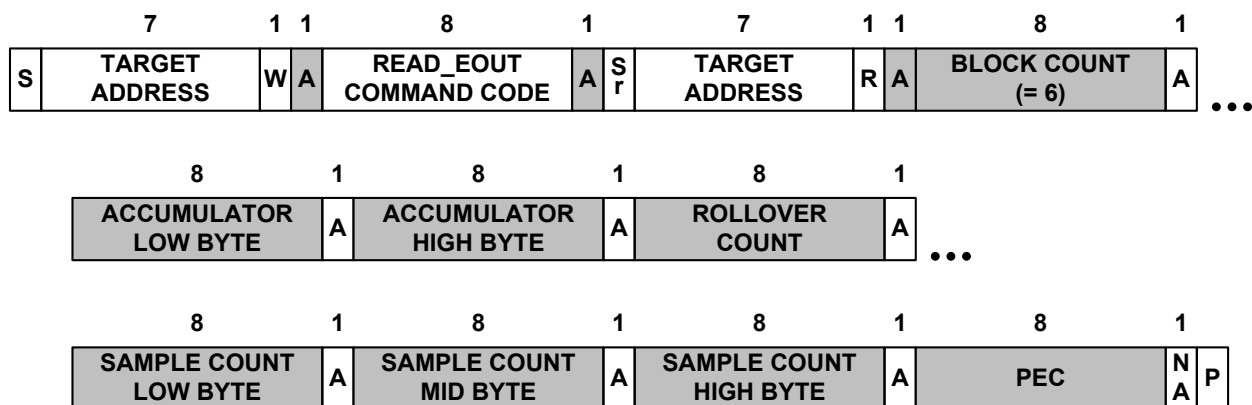 7 1 1 8 1 7 1 1 8 1
S TARGET ADDRESS W A READ_EOUT COMMAND CODE A Sr TARGET ADDRESS R A BLOCK COUNT (= 6) A •••
8 1 8 1 8 1
ACCUMULATOR LOW BYTE A ACCUMULATOR HIGH BYTE A ROLLOVER COUNT A •••
8 1 8 1 8 1 8 1
SAMPLE COUNT LOW BYTE A SAMPLE COUNT MID BYTE A SAMPLE COUNT HIGH BYTE A PEC NA P